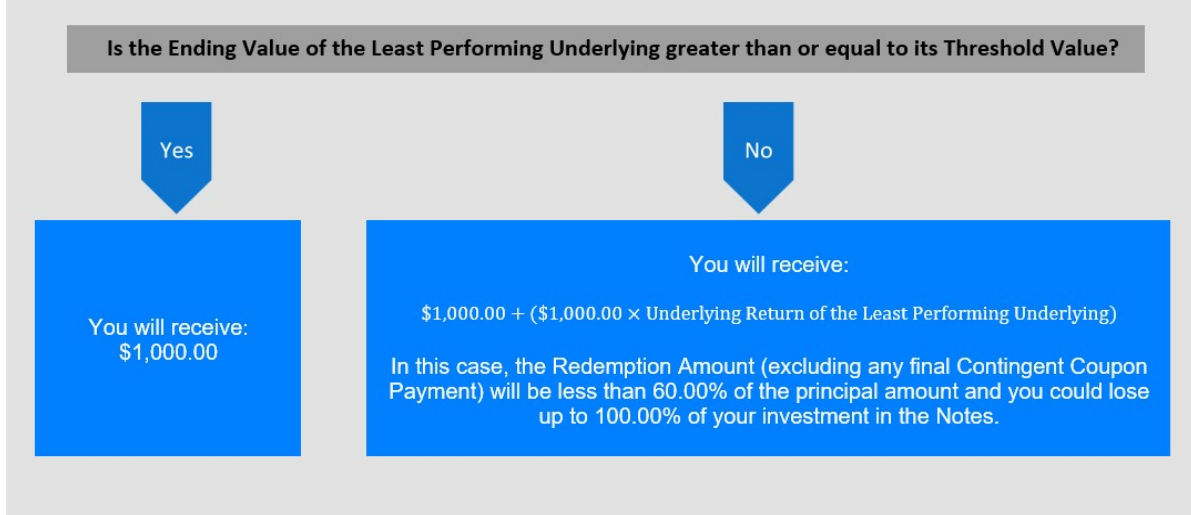 Is the Ending Value of the Least Performing Underlying greater than or equal to its Threshold Value?
Yes
No
You will receive:
$1,000.00
You will receive:
$1,000.00 + ($1,000.00 × Underlying Return of the Least Performing Underlying)
In this case, the Redemption Amount (excluding any final Contingent Coupon
Payment) will be less than 60.00% of the principal amount and you could lose
up to 100.00% of your investment in the Notes.